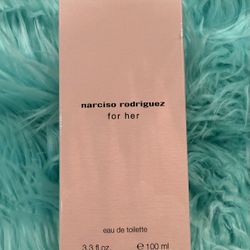 narciso rodriguez
for her
eau de toilette
3.3 fl.oz. ℮ 100 ml